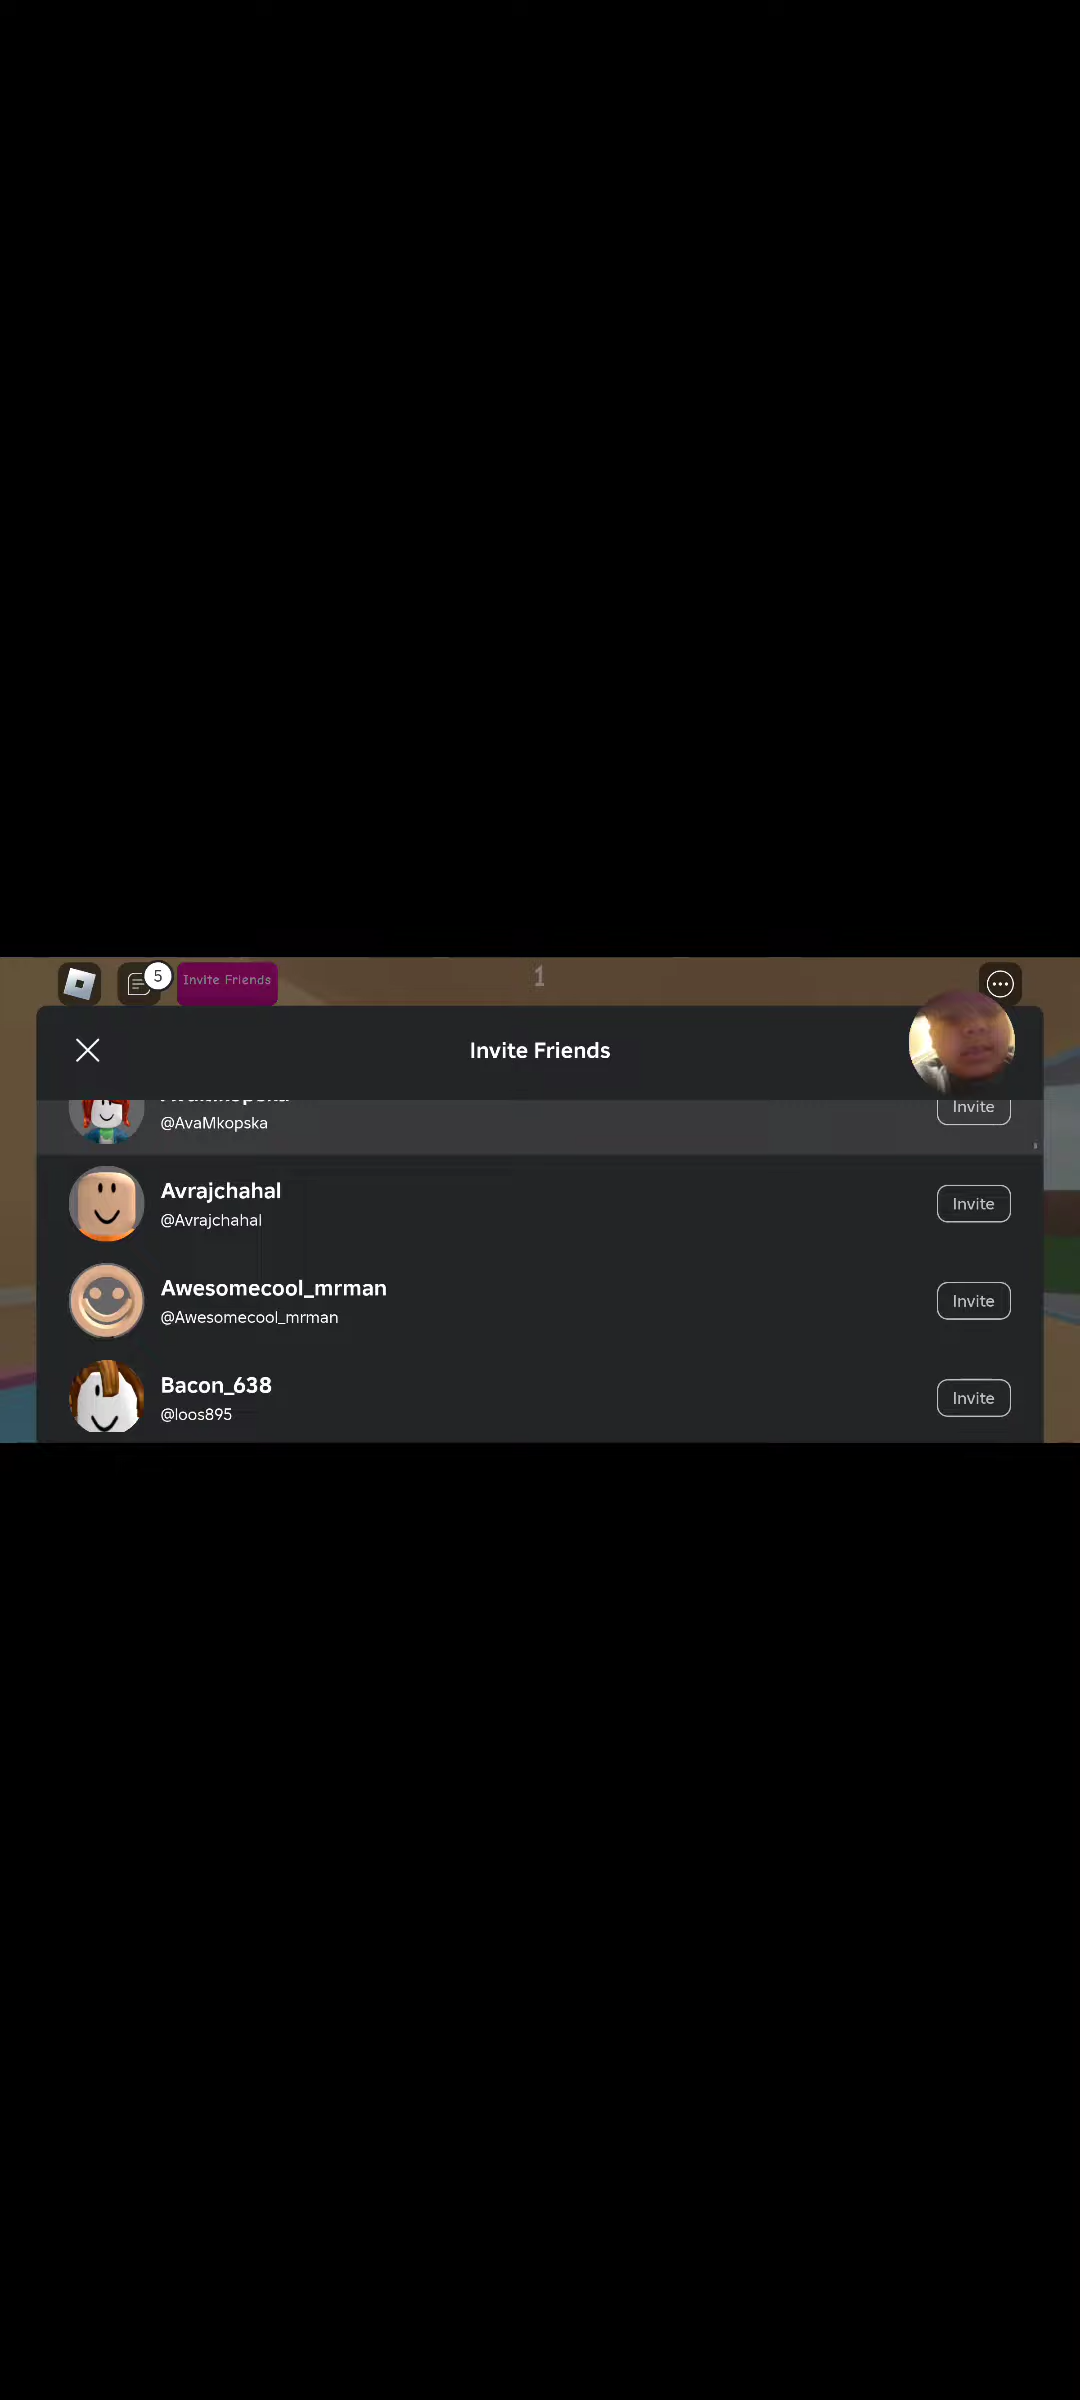 5
Invite Friends
1
Invite Friends
@AvaMkopska
Invite
Avrajchahal
@Avrajchahal
Invite
Awesomecool_mrman
@Awesomecool_mrman
Invite
Bacon_638
@loos895
Invite